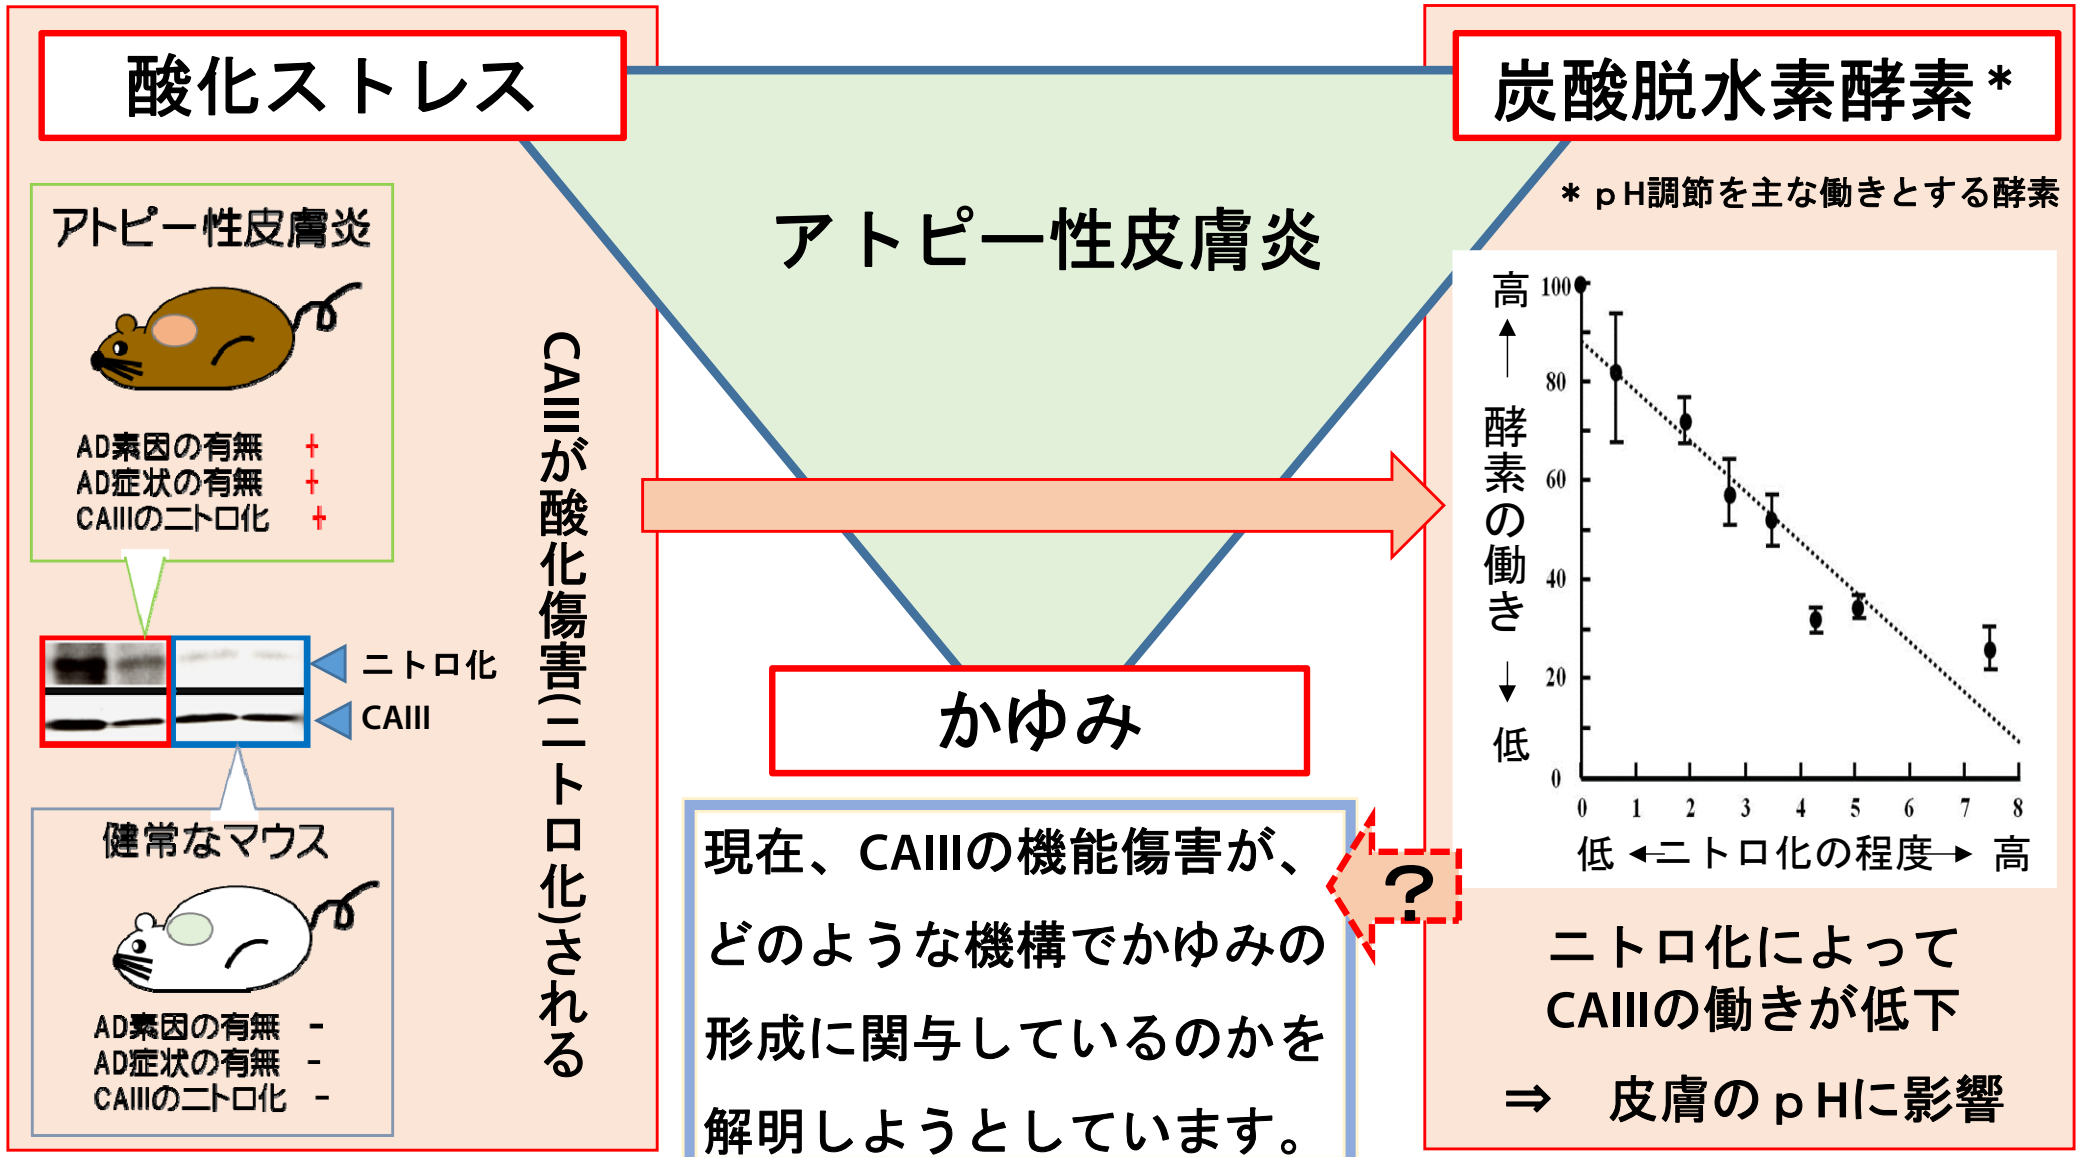 酸化ストレス
アトピー性皮膚炎
AD素因の有無 +
AD症状の有無 +
CAIIIのニトロ化 +
ニトロ化
CAIII
健常なマウス
AD素因の有無 -
AD症状の有無 -
CAIIIのニトロ化 -
CAIIIが酸化傷害(ニトロ化)される
アトピー性皮膚炎
かゆみ
現在、CAIIIの機能傷害が、
どのような機構でかゆみの
形成に関与しているのかを
解明しようとしています。
?
炭酸脱水素酵素*
*pH調節を主な働きとする酵素
高 ↑ 酵素の働き ↓ 低
100
80
60
40
20
0
0 1 2 3 4 5 6 7 8
低 ←ニトロ化の程度→ 高
ニトロ化によって
CAIIIの働きが低下
⇒ 皮膚のpHに影響